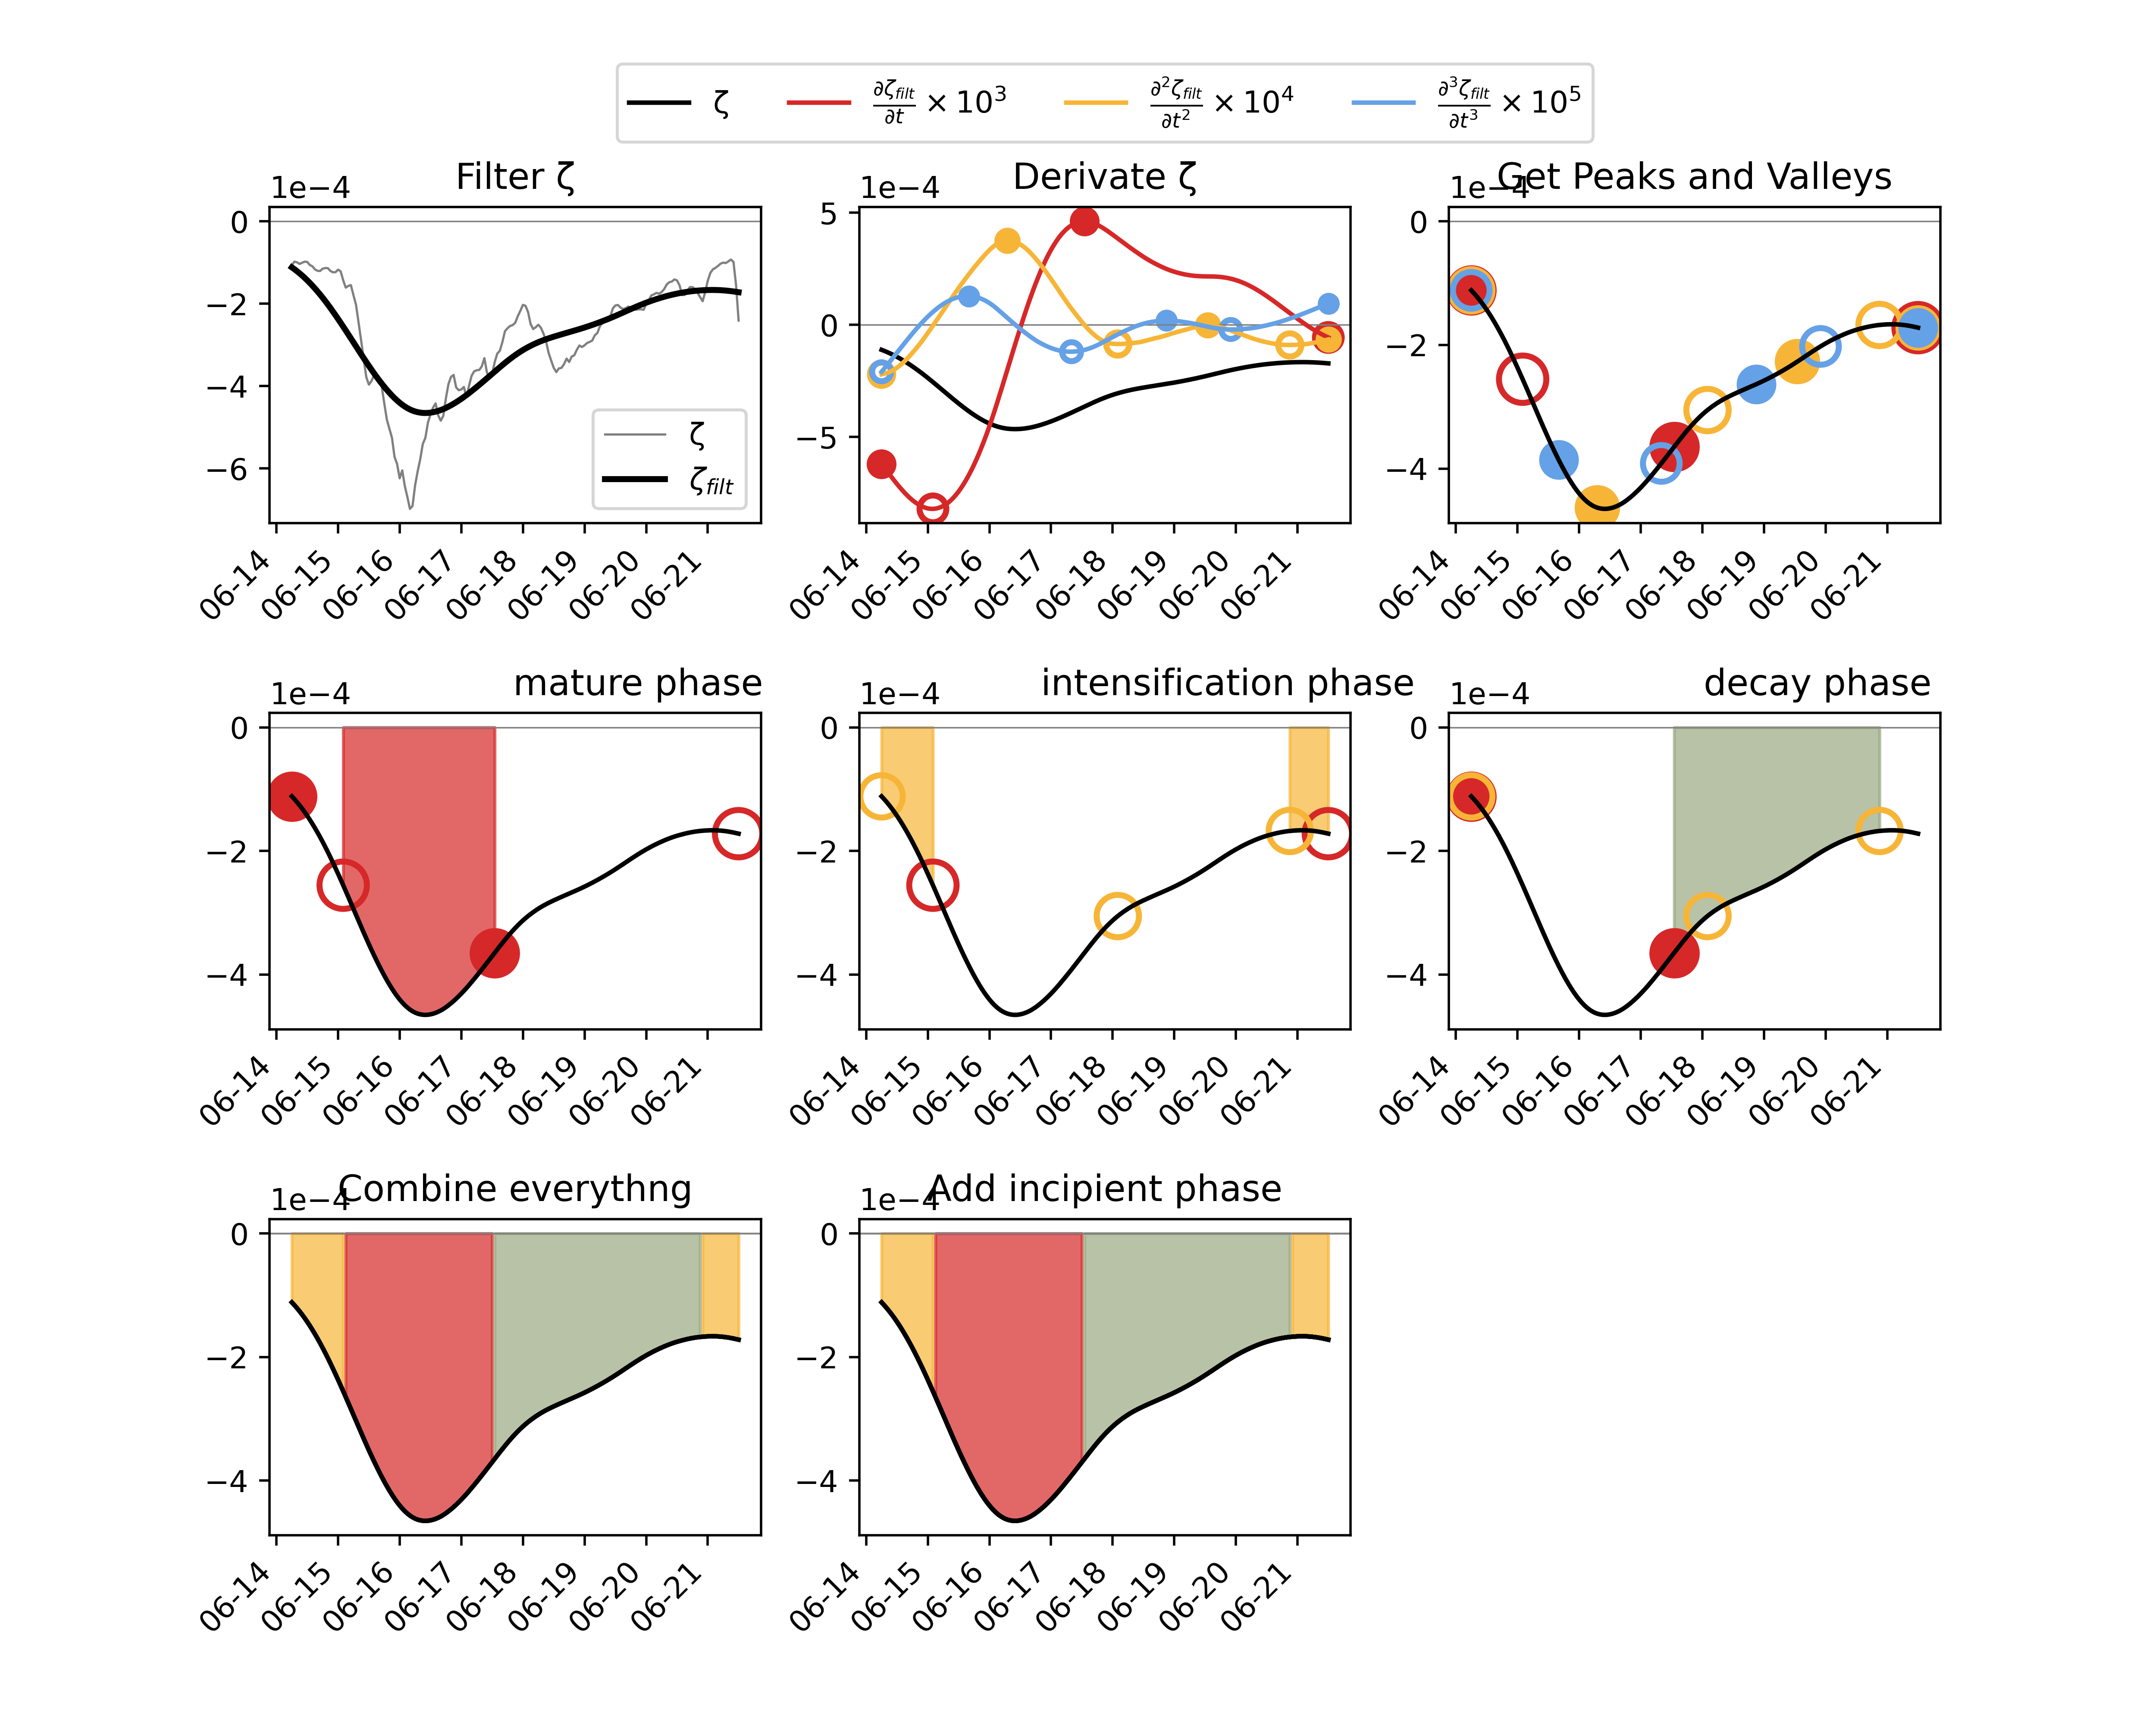 ζ ∂ζ_filt/∂t × 10³ ∂²ζ_filt/∂t² × 10⁴ ∂³ζ_filt/∂t³ × 10⁵
Filter ζ
1e−4
0
−2
−4
−6
ζ
ζ_filt
06-14 06-15 06-16 06-17 06-18 06-19 06-20 06-21
Derivate ζ
1e−4
5
0
−5
06-14 06-15 06-16 06-17 06-18 06-19 06-20 06-21
Get Peaks and Valleys
1e−4
0
−2
−4
06-14 06-15 06-16 06-17 06-18 06-19 06-20 06-21
mature phase
1e−4
0
−2
−4
06-14 06-15 06-16 06-17 06-18 06-19 06-20 06-21
intensification phase
1e−4
0
−2
−4
06-14 06-15 06-16 06-17 06-18 06-19 06-20 06-21
decay phase
1e−4
0
−2
−4
06-14 06-15 06-16 06-17 06-18 06-19 06-20 06-21
Combine everythng
1e−4
0
−2
−4
06-14 06-15 06-16 06-17 06-18 06-19 06-20 06-21
Add incipient phase
1e−4
0
−2
−4
06-14 06-15 06-16 06-17 06-18 06-19 06-20 06-21